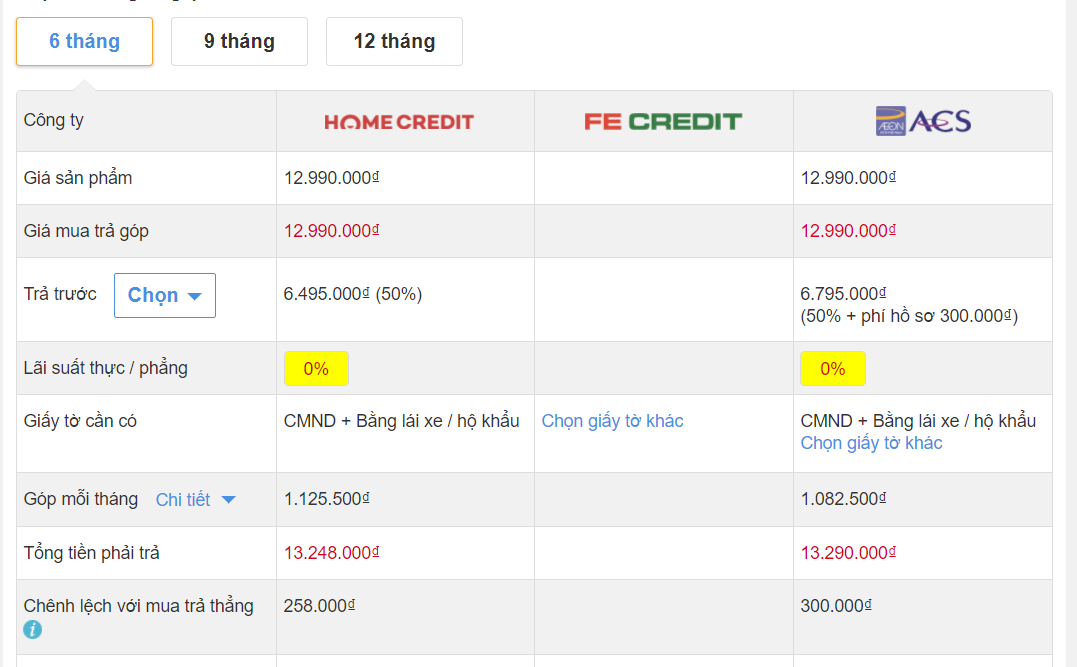 6 tháng 9 tháng 12 tháng
Công ty HOME CREDIT FE CREDIT AEON ACS
Giá sản phẩm 12.990.000₫ 12.990.000₫
Giá mua trả góp 12.990.000₫ 12.990.000₫
Trả trước Chọn 6.495.000₫ (50%) 6.795.000₫
(50% + phí hồ sơ 300.000₫)
Lãi suất thực / phẳng 0% 0%
Giấy tờ cần có CMND + Bằng lái xe / hộ khẩu Chọn giấy tờ khác CMND + Bằng lái xe / hộ khẩu
Chọn giấy tờ khác
Góp mỗi tháng Chi tiết 1.125.500₫ 1.082.500₫
Tổng tiền phải trả 13.248.000₫ 13.290.000₫
Chênh lệch với mua trả thẳng 258.000₫ 300.000₫
i